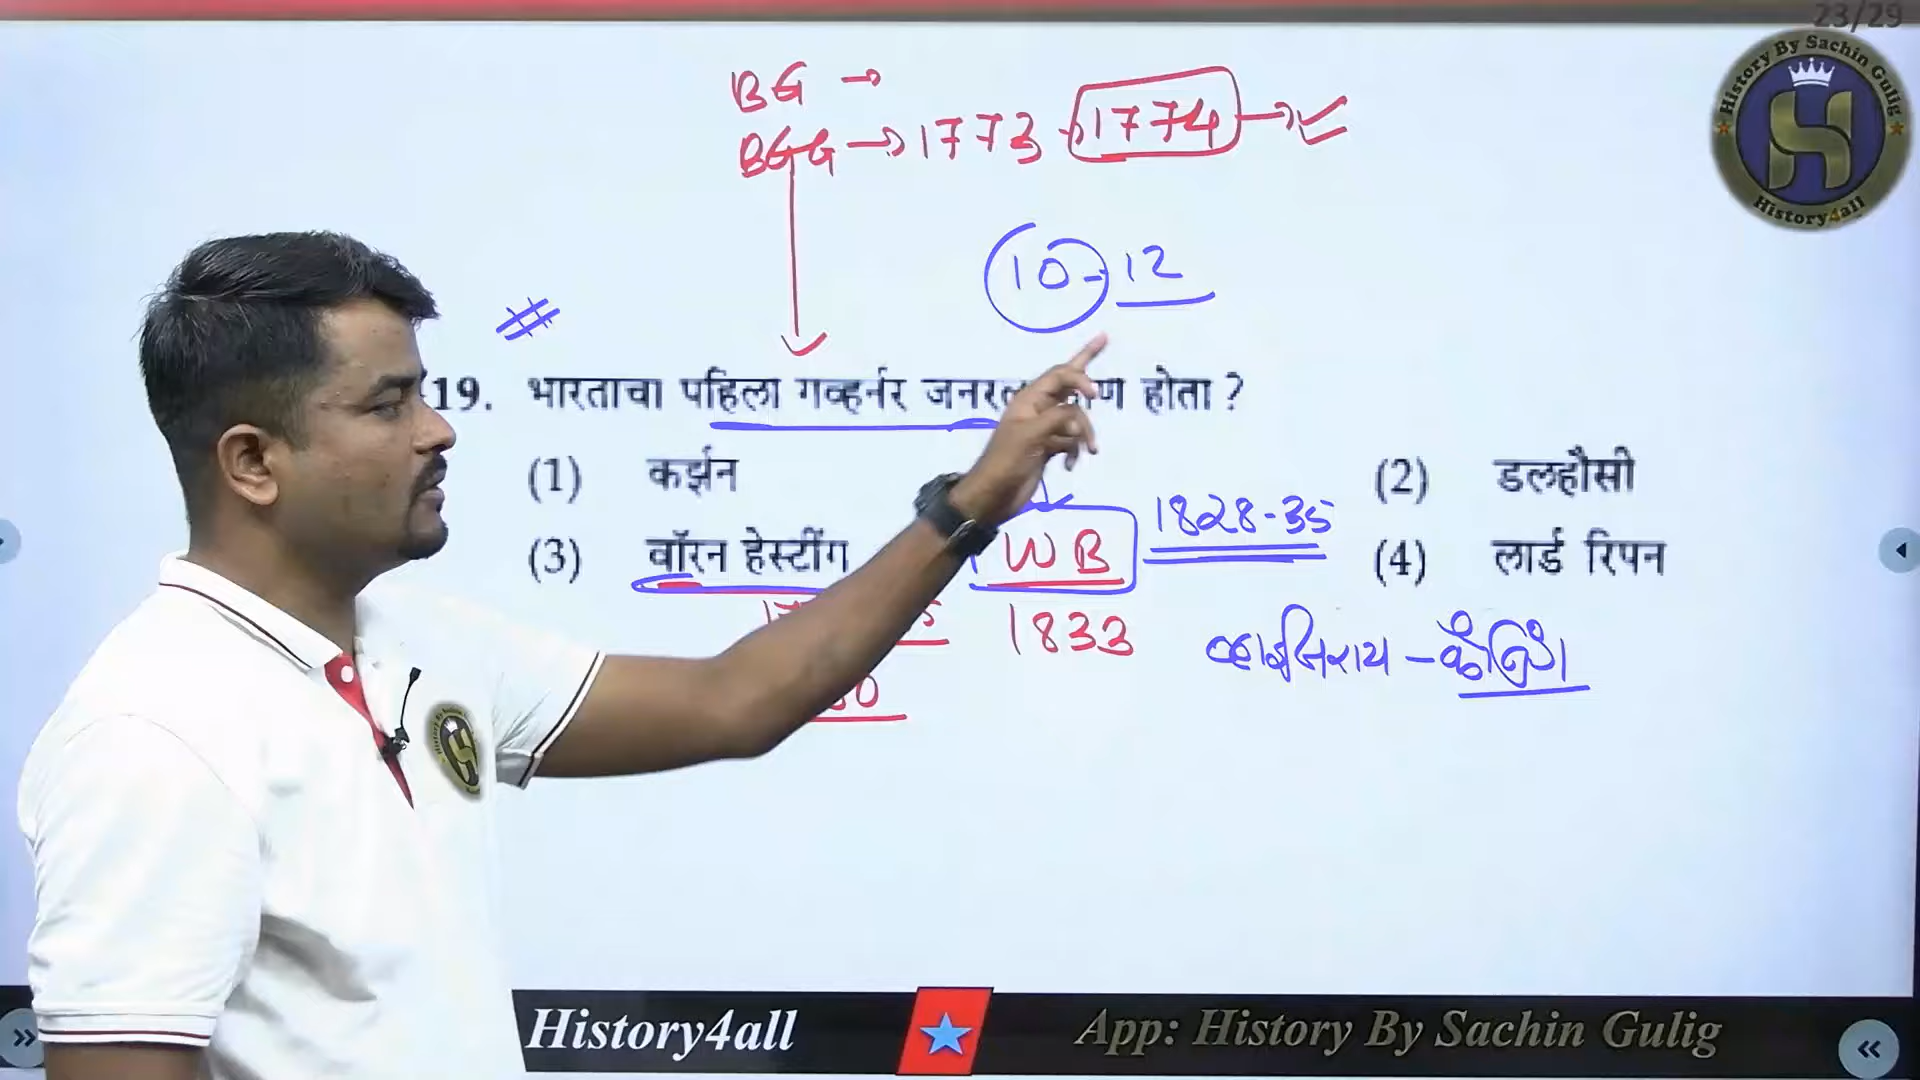 23/29
History By Sachin Gulig
History4all
BG →
BGG → 1773 → 1774 →
10 - 12
19. भारताचा पहिला गव्हर्नर होता ?
(1) कर्झन
(2) डलहौसी
(3) वॉरन हेस्टींग
WB
1828-35
(4) लार्ड रिपन
1833
व्हाइसरॉय - कॅनिंग
History4all
App: History By Sachin Gulig